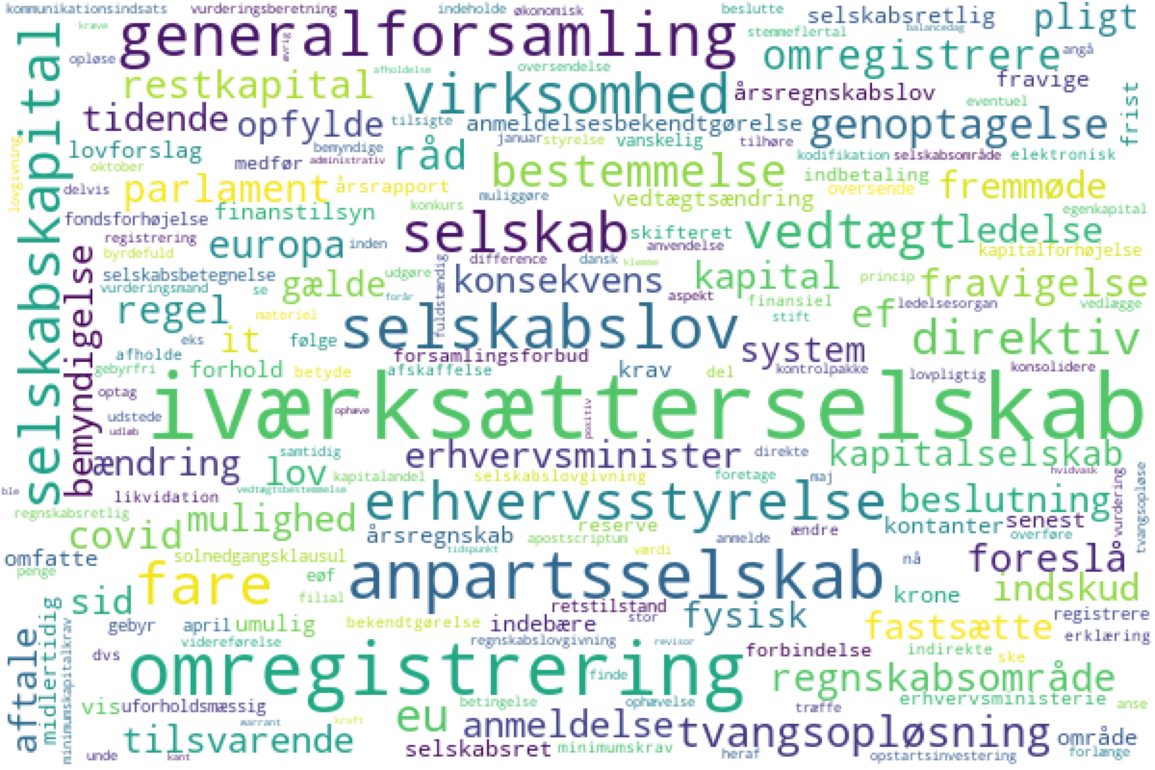 kommunikationsindsats vurderingsberetning indeholde økonomisk beslutte selskabsretlig pligt
krave generalforsamling øvrig stemmeflertal balancedag
opløse afholdelse oversendelse omregistrere angå
selskabskapital restkapital virksomhed årsregnskabslov fravige
eventuel frist
tidende opfylde tilsigte anmeldelsesbekendtgørelse genoptagelse
lovgivning lovforslag bemyndige januar styrelse vanskelig tilhøre
oktober medfør administrativ råd kodifikation selskabsområde elektronisk
delvis parlament årsrapport bestemmelse indbetaling oversende fremmøde
konkurs muliggøre vedtægtsændring egenkapital
fondsforhøjelse finanstilsyn selskab skifteret vedtægt ledelse
registrering byrdefuld europa inden anvendelse kapitalforhøjelse
bemyndigelse selskabsbetegnelse udgøre fuldstændig difference dansk klemme
vurderingsmand se gælde konsekvens kapital princip fravigelse
regel materiel forår selskabslov aspekt finansiel ef ledelsesorgan vedlægge
eks it følge stift direktiv
afholde forsamlingsforbud system
gebyrfri forhold betyde afskaffelse krav del kontrolpakke lovpligtig konsolidere
optag iværksætterselskab
udstede ophæve positiv
udløb
ændring samtidig erhvervsminister direkte kapitalselskab
lov kapitalandel selskabslovgivning foretage maj hvidvask
ble likvidation vedtægtsbestemmelse erhvervsstyrelse beslutning vurdering tvangsopløse
regnskabsretlig mulighed reserve ændre kontanter senest
covid årsregnskab apostscriptum anmelde overføre
omfatte solnedgangsklausul tidspunkt værdi nå foreslå
penge fare eøf anpartsselskab indskud
sid filial retstilstand krone
aftale midlertidig minimumskapitalkrav gebyr april umulig bekendtgørelse indebære stor fysisk fastsætte registrere
videreførelse regnskabslovgivning revisor forbindelse indirekte erklæring
dvs omregistrering finde ske
vis uforholdsmæssig betingelse ophævelse træffe regnskabsområde
warrant kraft eu anmeldelse tvangsopløsning erhvervsministerie anse
tilsvarende område
unde kant selskabsret minimumskrav heraf opstartsinvestering forlænge